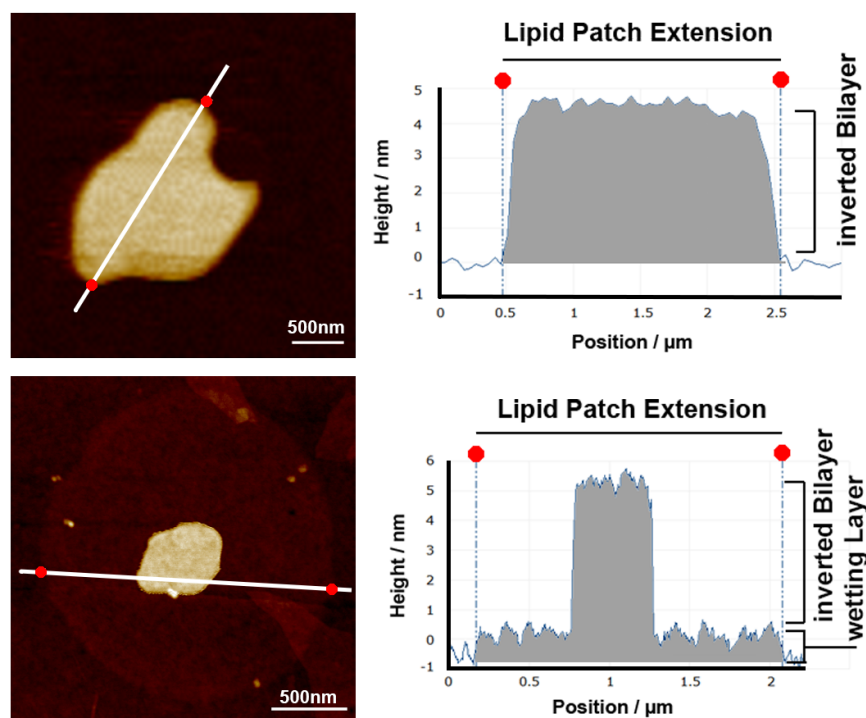 Lipid Patch Extension
5
4
3
2
1
0
-1
Height / nm
inverted Bilayer
0
0.5
1
1.5
2
2.5
Position / µm
500nm
Lipid Patch Extension
6
5
4
3
2
1
0
-1
Height / nm
inverted Bilayer
wetting Layer
0
0.5
1
1.5
2
Position / µm
500nm